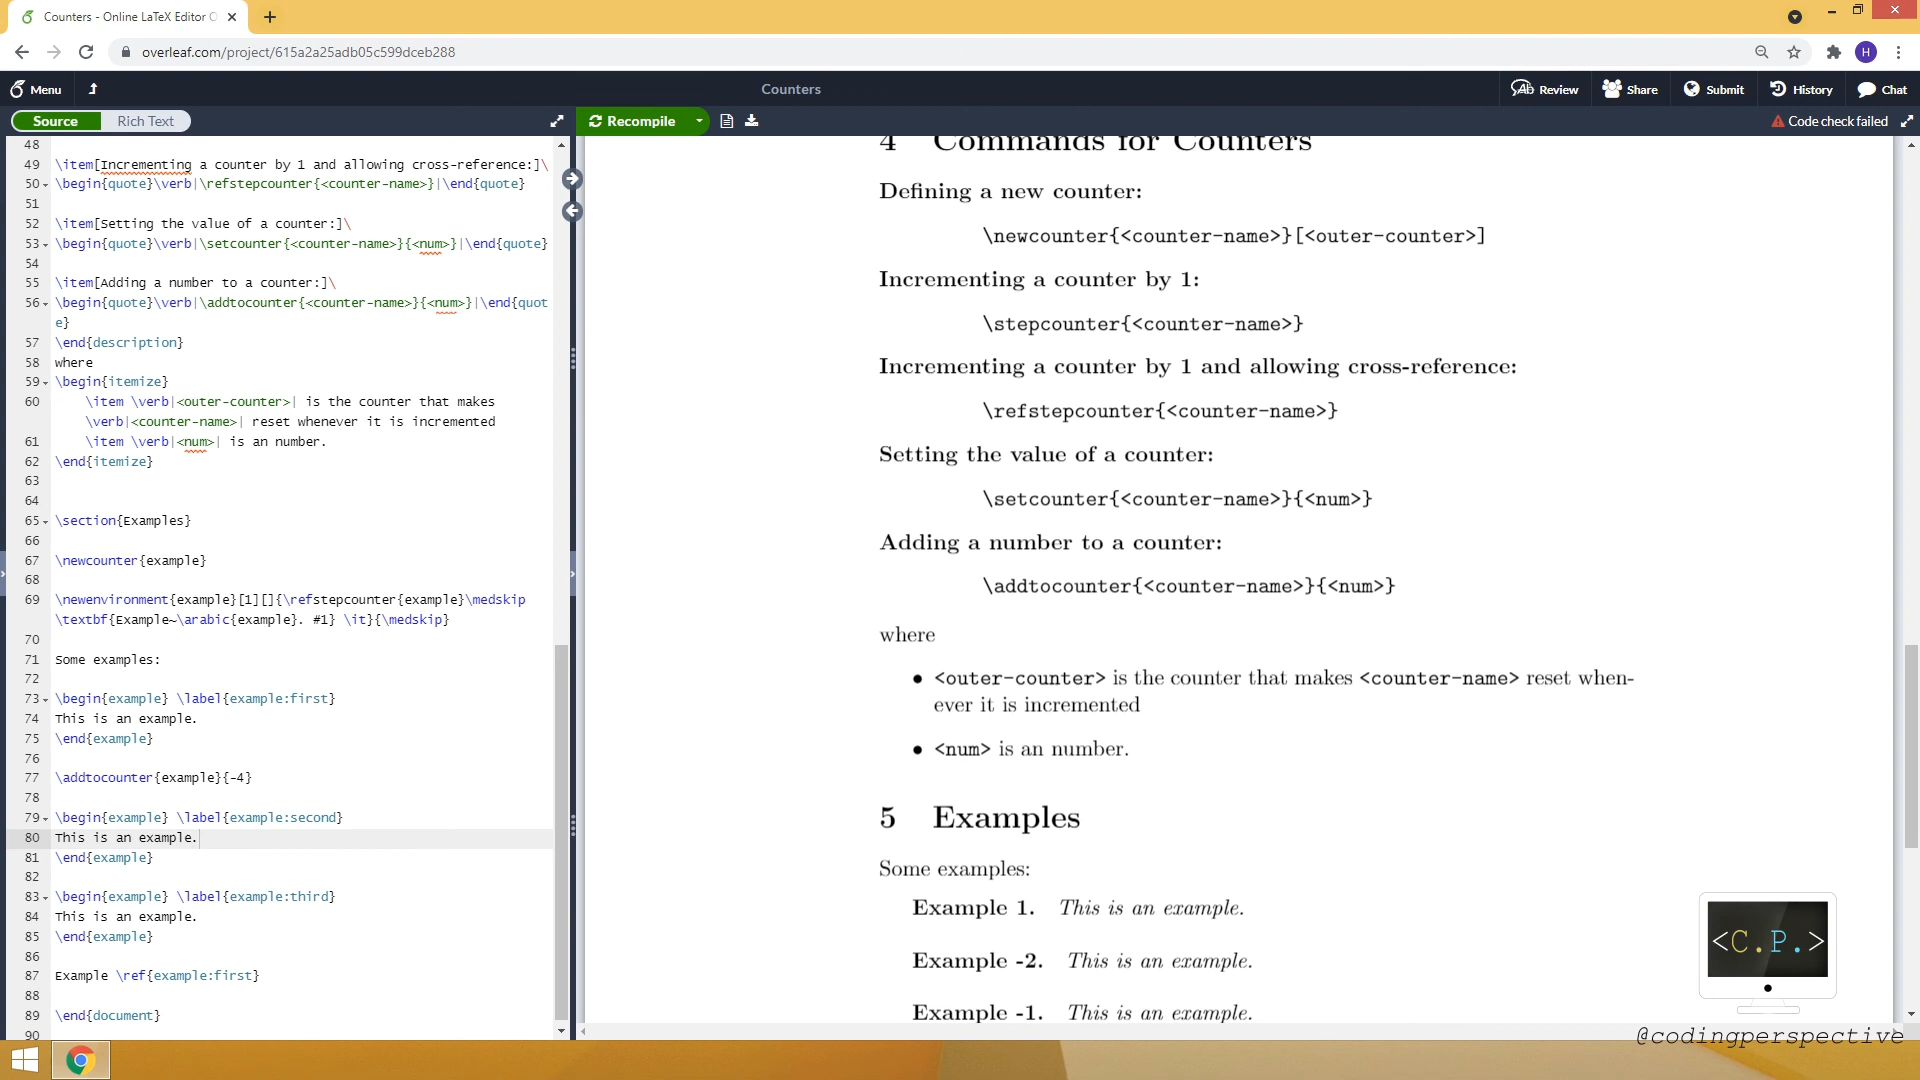 Counters - Online LaTeX Editor O
overleaf.com/project/615a2a25adb05c599dceb288
H
Menu
Counters
Review
Share
Submit
History
Chat
Source
Rich Text
Recompile
Code check failed
48
49 \item[Incrementing a counter by 1 and allowing cross-reference:]\
50 \begin{quote}\verb|\refstepcounter{<counter-name>}|\end{quote}
51
52 \item[Setting the value of a counter:]\
53 \begin{quote}\verb|\setcounter{<counter-name>}{<num>}|\end{quote}
54
55 \item[Adding a number to a counter:]\
56 \begin{quote}\verb|\addtocounter{<counter-name>}{<num>}|\end{quot
e}
57 \end{description}
58 where
59 \begin{itemize}
60 \item \verb|<outer-counter>| is the counter that makes
\verb|<counter-name>| reset whenever it is incremented
61 \item \verb|<num>| is an number.
62 \end{itemize}
63
64
65 \section{Examples}
66
67 \newcounter{example}
68
69 \newenvironment{example}[1][]{\refstepcounter{example}\medskip
\textbf{Example~\arabic{example}. #1} \it}{\medskip}
70
71 Some examples:
72
73 \begin{example} \label{example:first}
74 This is an example.
75 \end{example}
76
77 \addtocounter{example}{-4}
78
79 \begin{example} \label{example:second}
80 This is an example.
81 \end{example}
82
83 \begin{example} \label{example:third}
84 This is an example.
85 \end{example}
86
87 Example \ref{example:first}
88
89 \end{document}
90
4 Commands for Counters
Defining a new counter:
\newcounter{<counter-name>}[<outer-counter>]
Incrementing a counter by 1:
\stepcounter{<counter-name>}
Incrementing a counter by 1 and allowing cross-reference:
\refstepcounter{<counter-name>}
Setting the value of a counter:
\setcounter{<counter-name>}{<num>}
Adding a number to a counter:
\addtocounter{<counter-name>}{<num>}
where
• <outer-counter> is the counter that makes <counter-name> reset when-
ever it is incremented
• <num> is an number.
5 Examples
Some examples:
Example 1. This is an example.
Example -2. This is an example.
Example -1. This is an example.
<C.P.>
@codingperspective